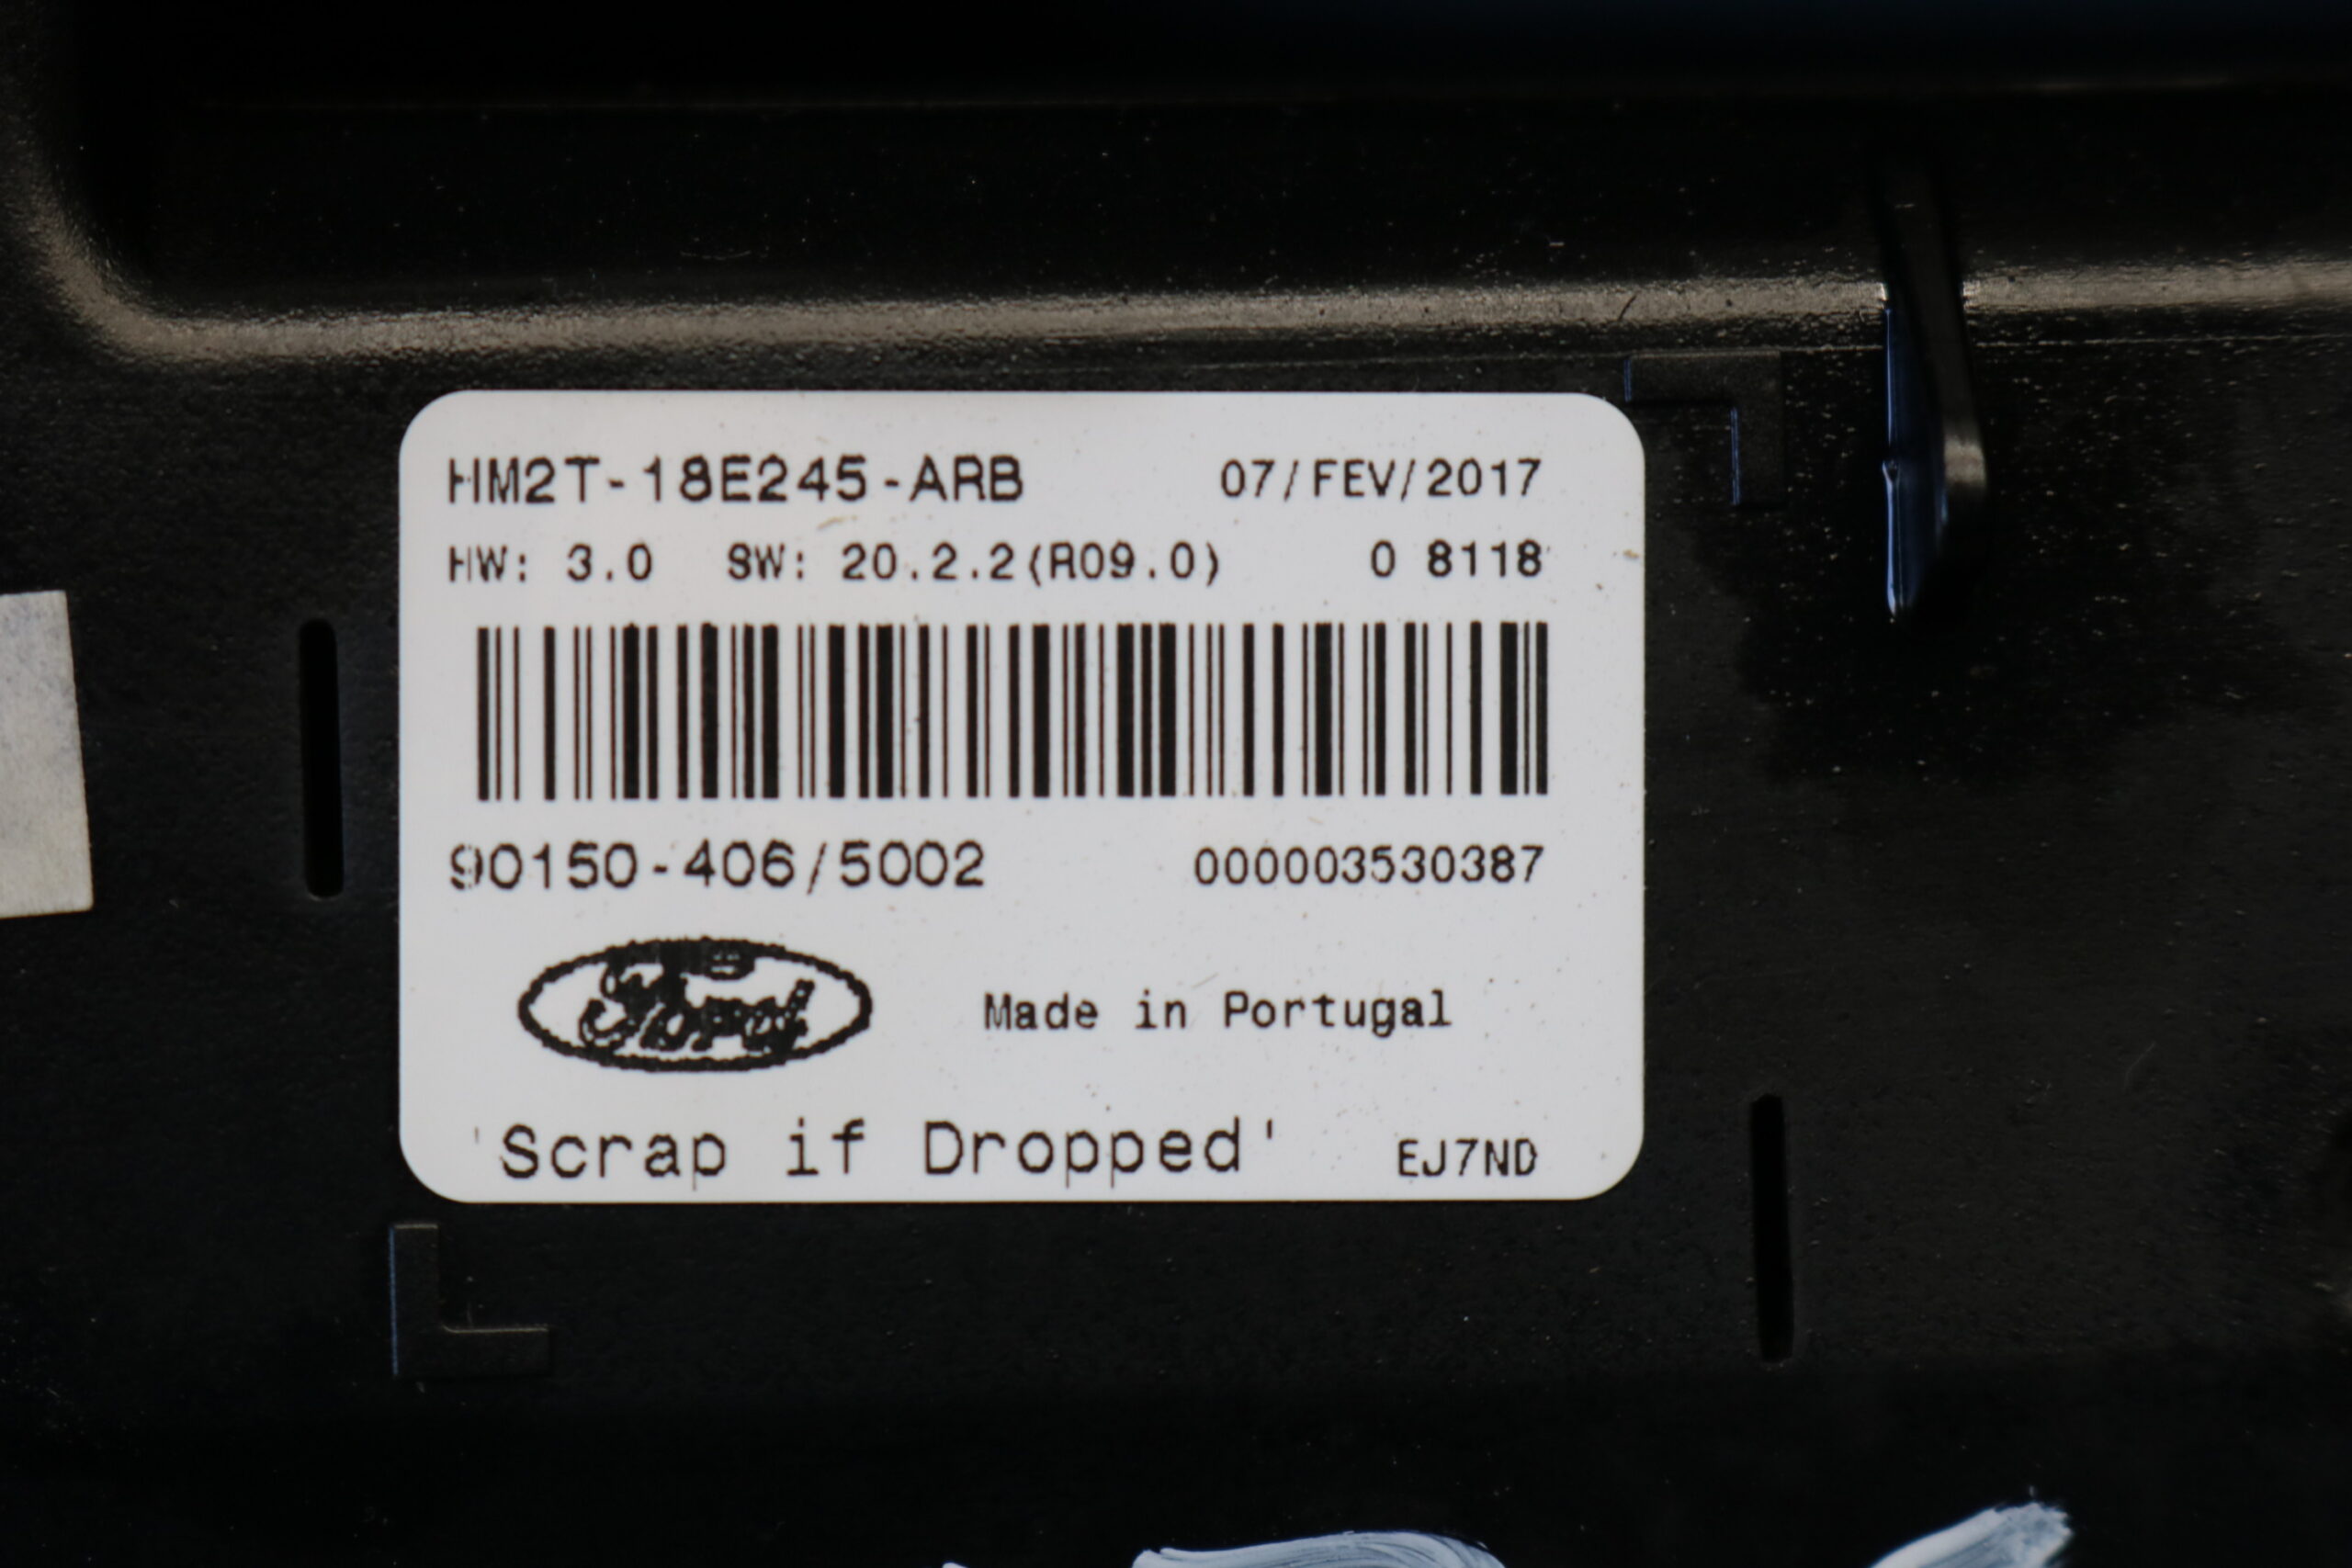 HM2T-18E245-ARB 07/FEV/2017
HW: 3.0 SW: 20.2.2(R09.0) 0 8118
90150-406/5002 000003530387
Ford Made in Portugal
'Scrap if Dropped' EJ7ND